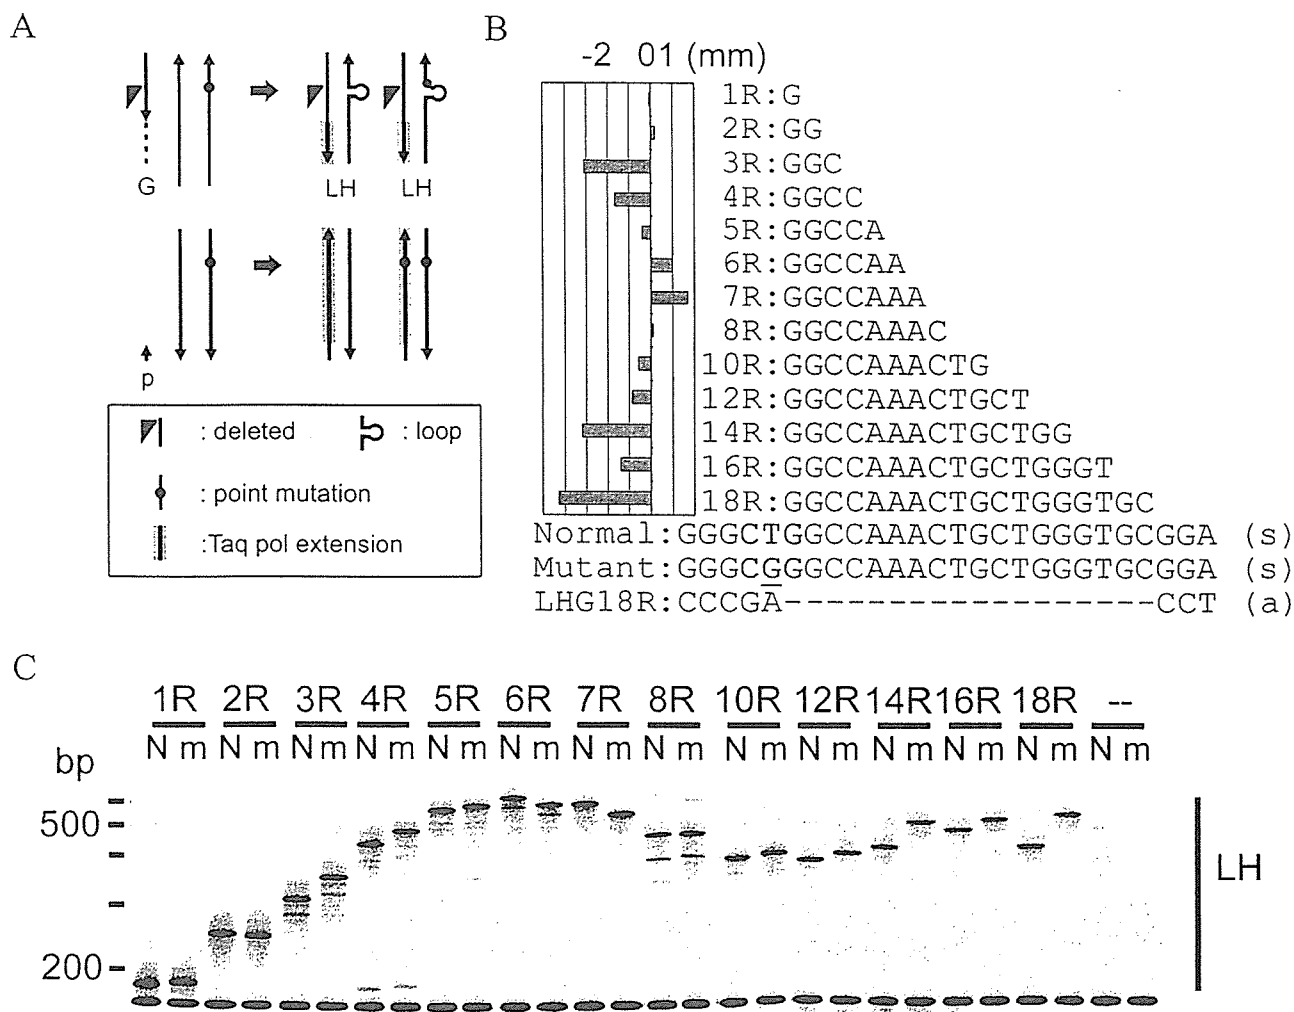 A
G
LH LH
p
: deleted : loop
: point mutation
:Taq pol extension
B
-2 01 (mm)
1R:G
2R:GG
3R:GGC
4R:GGCC
5R:GGCCA
6R:GGCCAA
7R:GGCCAAA
8R:GGCCAAAC
10R:GGCCAAACTG
12R:GGCCAAACTGCT
14R:GGCCAAACTGCTGG
16R:GGCCAAACTGCTGGGT
18R:GGCCAAACTGCTGGGTGC
Normal:GGGCTGGCCAAACTGCTGGGTGCGGA (s)
Mutant:GGGCGGGCCAAACTGCTGGGTGCGGA (s)
LHG18R:CCCGA------------------CCT (a)
C
1R 2R 3R 4R 5R 6R 7R 8R 10R 12R 14R 16R 18R --
bp N m N m N m N m N m N m N m N m N m N m N m N m N m N m
500
200
LH